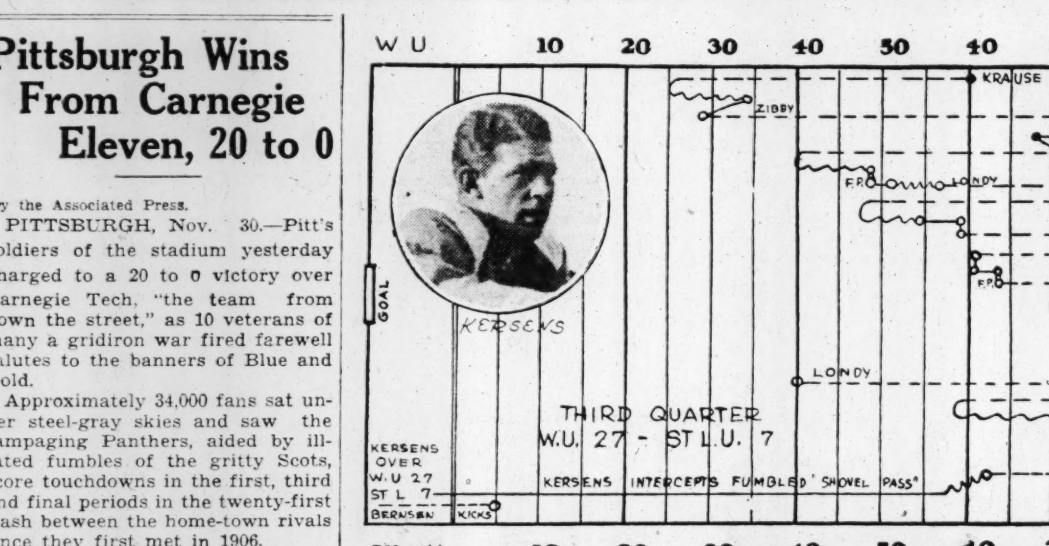 Pittsburgh Wins
From Carnegie
Eleven, 20 to 0
y the Associated Press.
PITTSBURGH, Nov. 30.—Pitt's
oldiers of the stadium yesterday
harged to a 20 to 0 victory over
arnegie Tech, "the team from
own the street," as 10 veterans of
any a gridiron war fired farewell
alutes to the banners of Blue and
old.
Approximately 34,000 fans sat un-
er steel-gray skies and saw the
ampaging Panthers, aided by ill-
ated fumbles of the gritty Scots,
core touchdowns in the first, third
nd final periods in the twenty-first
ash between the home-town rivals
nce they first met in 1906.
W U 10 20 30 40 50 40
KRAUSE
ZIBBY
F.P. LONDY
F.P.
GOAL
KERSENS
LONDY
THIRD QUARTER
W.U. 27 - ST L.U. 7
KERSENS
OVER
W.U 27
ST L 7
KERSENS INTERCEPTS FUMBLED "SHOVEL PASS"
BERNSEN KICKS